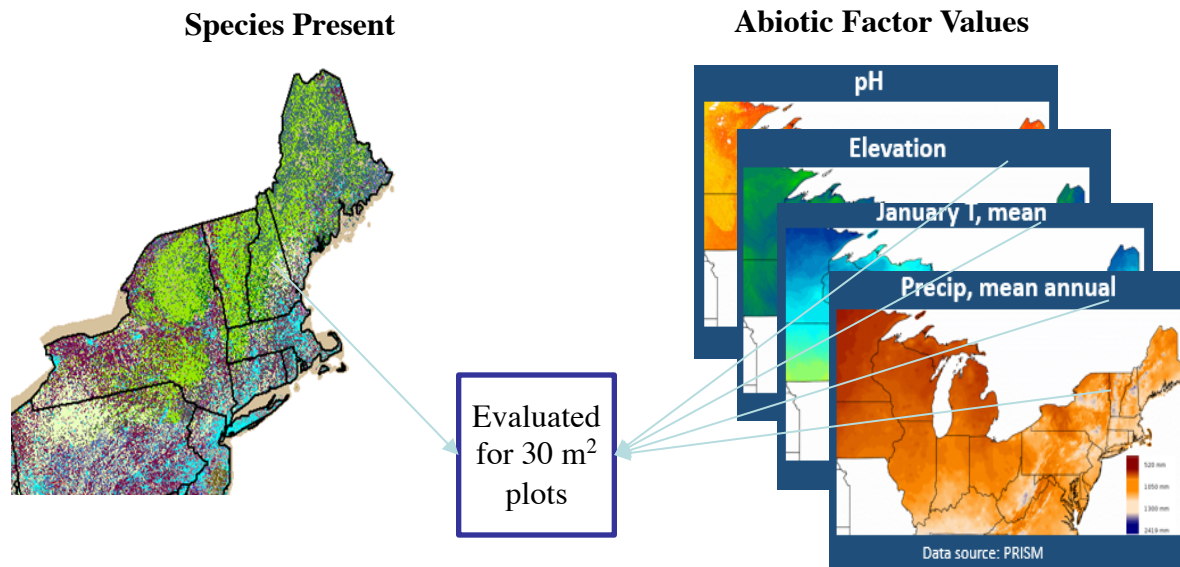 Species Present
Abiotic Factor Values
pH
Elevation
January T, mean
Precip, mean annual
Evaluated
for 30 m²
plots
520 mm
1050 mm
1300 mm
2419 mm
Data source: PRISM